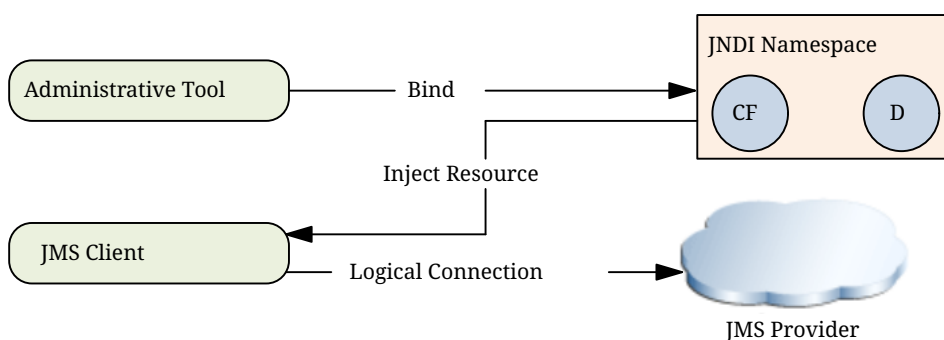 JNDI Namespace
Administrative Tool
Bind
CF
D
Inject Resource
JMS Client
Logical Connection
JMS Provider